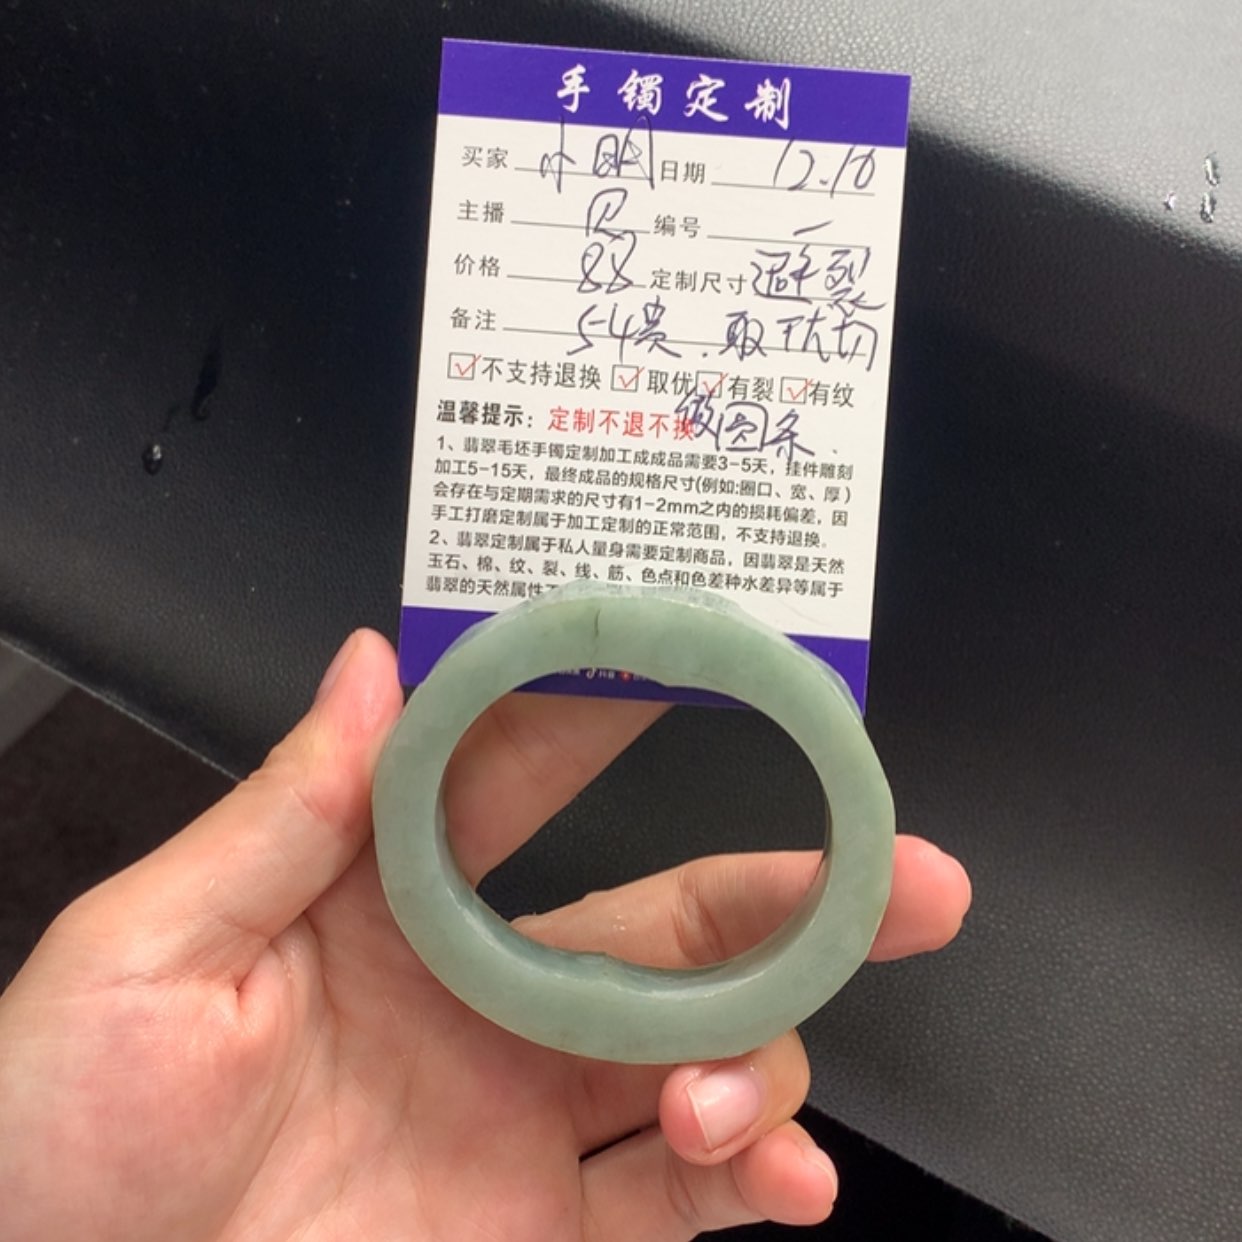 手镯定制
买家 小明 日期 12.10
主播 贝 编号 一
价格 88 定制尺寸 避裂
备注 54贵.取优切
☑不支持退换 ☑取优 ☑有裂 ☑有纹
温馨提示：定制不退不换 做圆条.
1、翡翠毛坯手镯定制加工成成品需要3-5天，挂件雕刻
加工5-15天，最终成品的规格尺寸(例如:圈口、宽、厚)
会存在与定期需求的尺寸有1-2mm之内的损耗偏差，因
手工打磨定制属于加工定制的正常范围，不支持退换。
2、翡翠定制属于私人量身需要定制商品，因翡翠是天然
玉石、棉、纹、裂、线、筋、色点和色差种水差异等属于
翡翠的天然属性